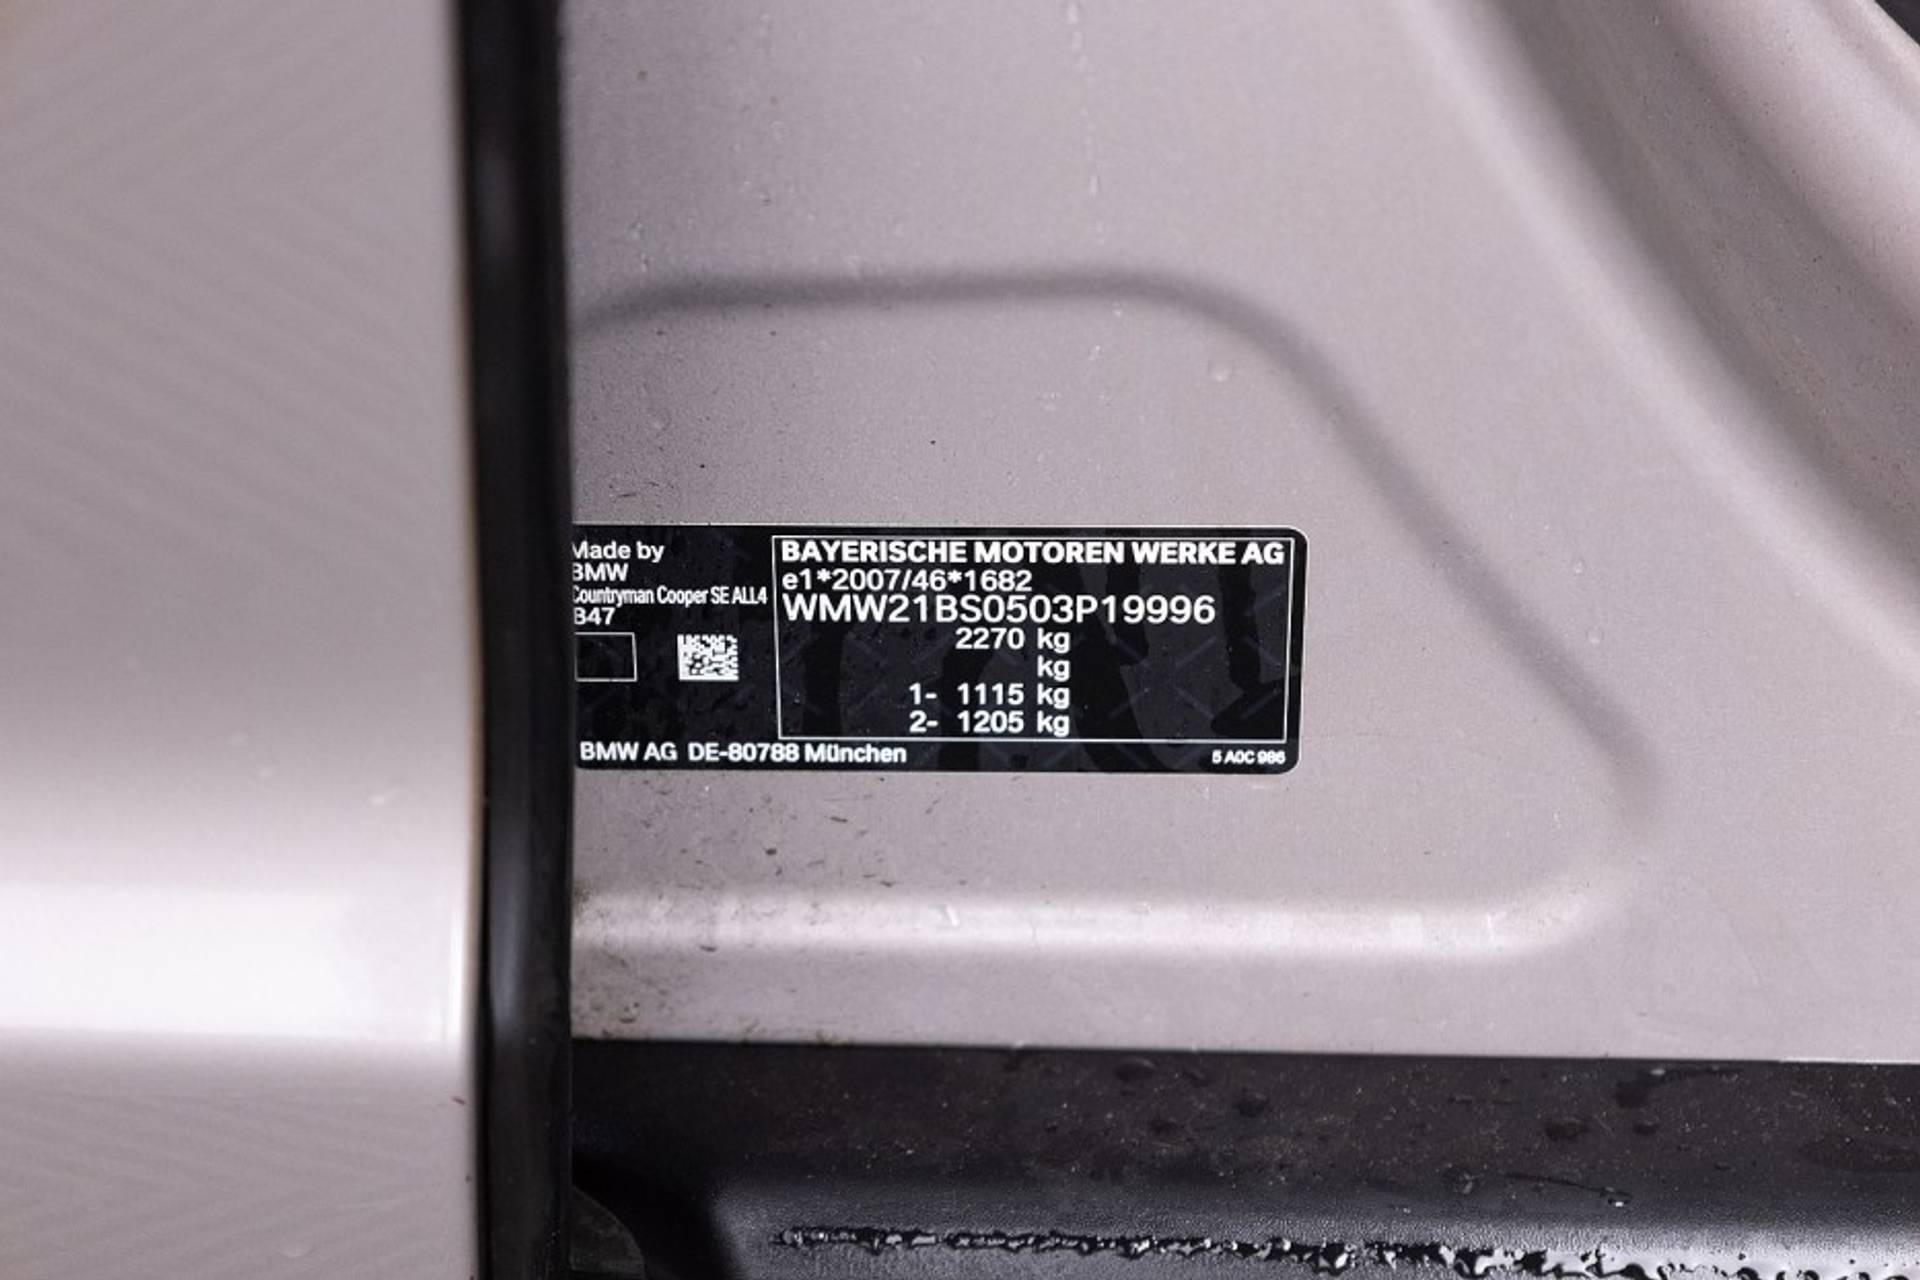 Made by
BMW
Countryman Cooper SE ALL4
B47
BAYERISCHE MOTOREN WERKE AG
e1*2007/46*1682
WMW21BS0503P19996
2270 kg
kg
1- 1115 kg
2- 1205 kg
BMW AG DE-80788 München
5 A0C 986